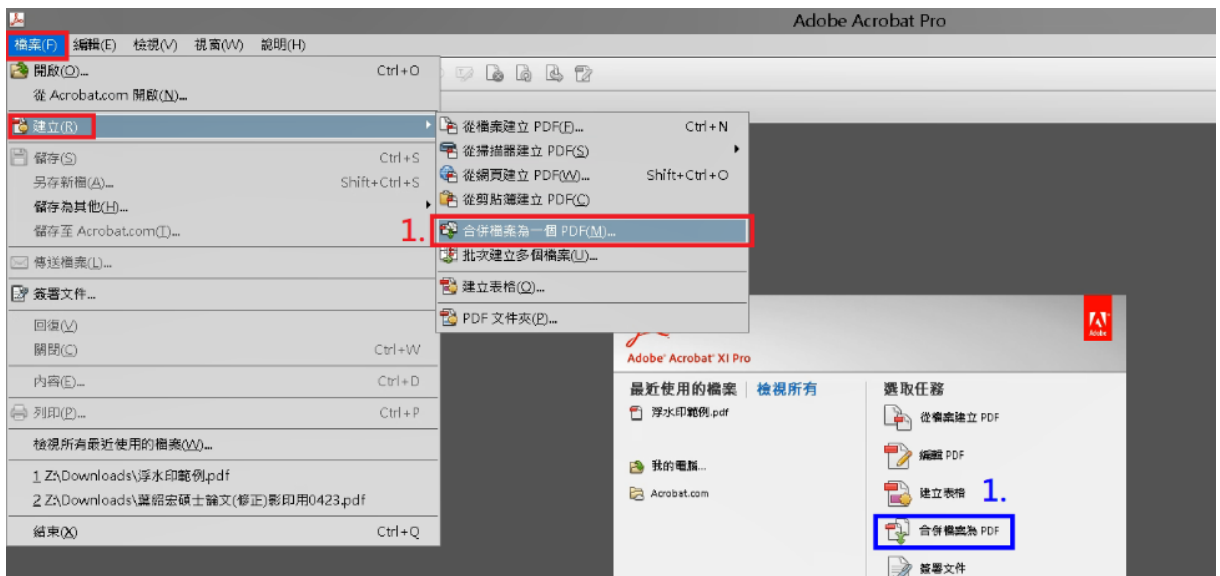 Adobe Acrobat Pro
檔案(F) 編輯(E) 檢視(V) 視窗(W) 說明(H)
開啟(O)... Ctrl+O
從 Acrobat.com 開啟(N)...
建立(R)
儲存(S) Ctrl+S
另存新檔(A)... Shift+Ctrl+S
儲存為其他(H)...
儲存至 Acrobat.com(T)...
傳送檔案(L)...
簽署文件...
回復(V)
關閉(C) Ctrl+W
內容(E)... Ctrl+D
列印(P)... Ctrl+P
檢視所有最近使用的檔案(W)...
1 Z:\Downloads\浮水印範例.pdf
2 Z:\Downloads\葉紹宏碩士論文(修正)影印用0423.pdf
結束(X) Ctrl+Q
從檔案建立 PDF(F)... Ctrl+N
從掃描器建立 PDF(S)
從網頁建立 PDF(W)... Shift+Ctrl+O
從剪貼簿建立 PDF(C)
1. 合併檔案為一個 PDF(M)...
批次建立多個檔案(U)...
建立表格(O)...
PDF 文件夾(P)...
Adobe
Adobe® Acrobat® XI Pro
最近使用的檔案 檢視所有
浮水印範例.pdf
我的電腦...
Acrobat.com
選取任務
從檔案建立 PDF
編輯 PDF
建立表格
1.
合併檔案為 PDF
簽署文件